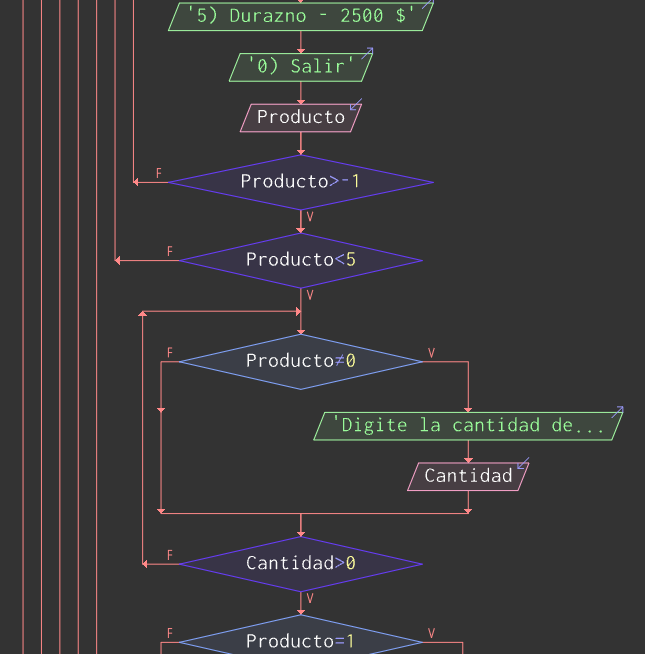 '5) Durazno - 2500 $'
'0) Salir'
Producto
F
Producto>-1
V
F
Producto<5
V
F
Producto≠0
V
'Digite la cantidad de...
Cantidad
F
Cantidad>0
V
F
Producto=1
V